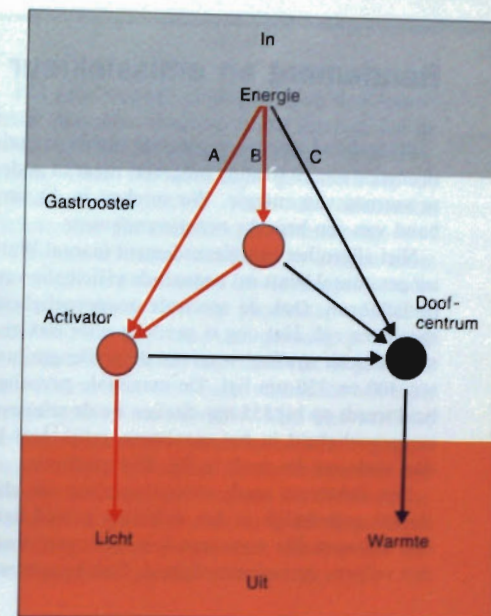 In
Energie
A B C
Gastrooster
Activator
Doof-
centrum
Licht
Warmte
Uit